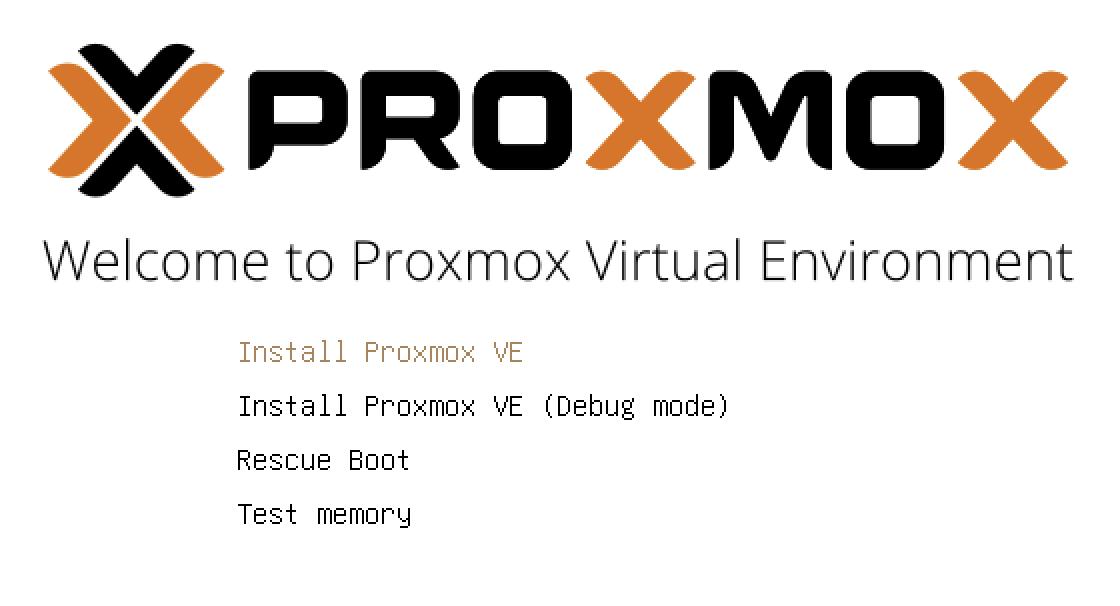 PROXMOX
Welcome to Proxmox Virtual Environment
Install Proxmox VE
Install Proxmox VE (Debug mode)
Rescue Boot
Test memory